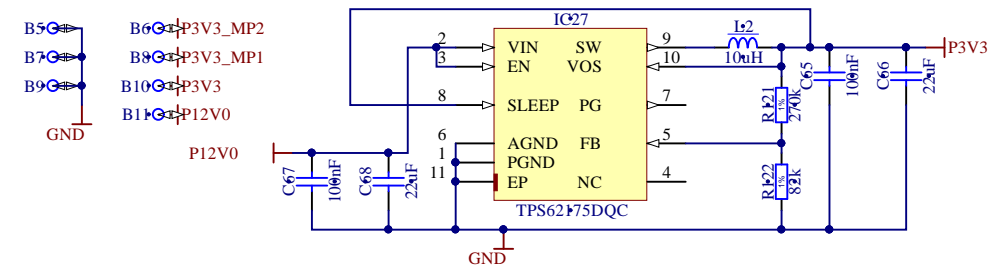 IC27
B5
B6
P3V3_MP2
B7
B8
P3V3_MP1
B9
B10
P3V3
B11
P12V0
GND
P12V0
2
VIN
SW
9
L2
10uH
P3V3
3
EN
VOS
10
8
SLEEP
PG
7
6
AGND
FB
5
1
PGND
11
EP
NC
4
TPS62175DQC
C67
100nF
C68
22uF
R121
1%
270k
R122
1%
82k
C65
100nF
C66
22uF
GND